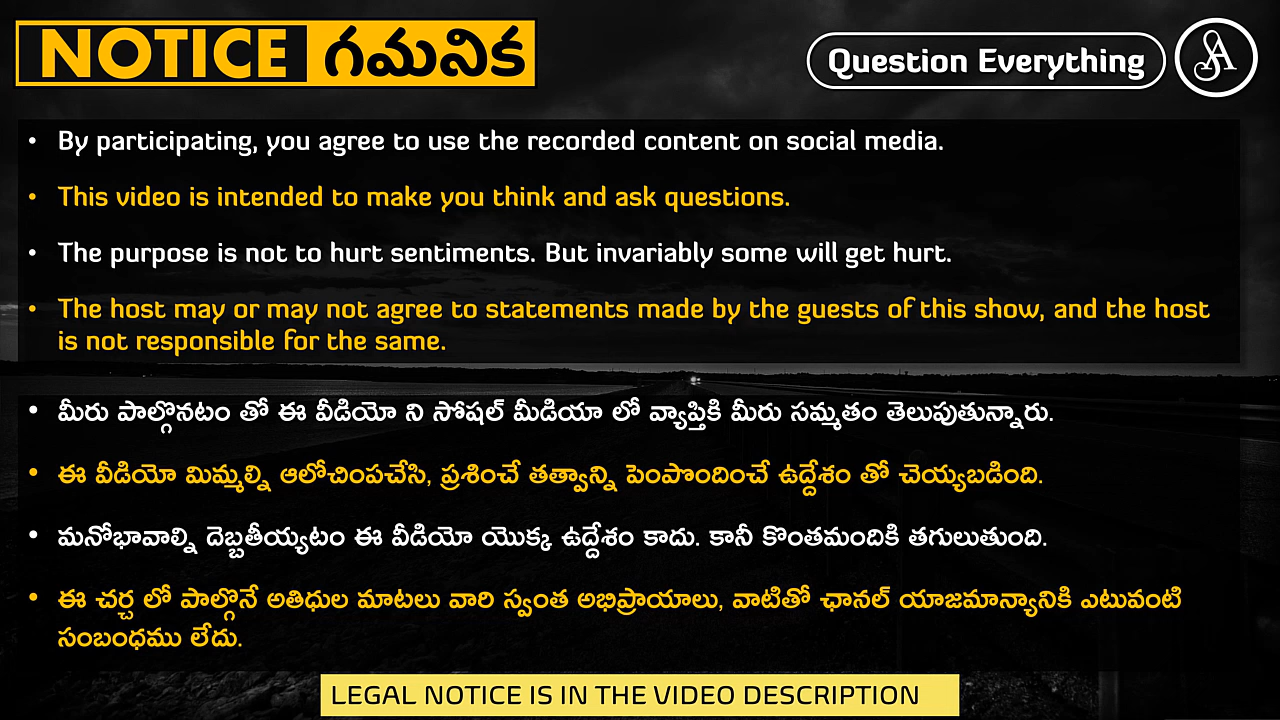 NOTICE గమనిక
Question Everything
• By participating, you agree to use the recorded content on social media.
• This video is intended to make you think and ask questions.
• The purpose is not to hurt sentiments. But invariably some will get hurt.
• The host may or may not agree to statements made by the guests of this show, and the host
is not responsible for the same.
• మీరు పాల్గొనటం తో ఈ వీడియో ని సోషల్ మీడియా లో వ్యాప్తికి మీరు సమ్మతం తెలుపుతున్నారు.
• ఈ వీడియో మిమ్మల్ని ఆలోచింపచేసి, ప్రశించే తత్వాన్ని పెంపొందించే ఉద్దేశం తో చెయ్యబడింది.
• మనోభావాల్ని దెబ్బతీయ్యటం ఈ వీడియో యొక్క ఉద్దేశం కాదు. కానీ కొంతమందికి తగులుతుంది.
• ఈ చర్చ లో పాల్గొనే అతిధుల మాటలు వారి స్వంత అభిప్రాయాలు, వాటితో ఛానల్ యాజమాన్యానికి ఎటువంటి
సంబంధము లేదు.
LEGAL NOTICE IS IN THE VIDEO DESCRIPTION